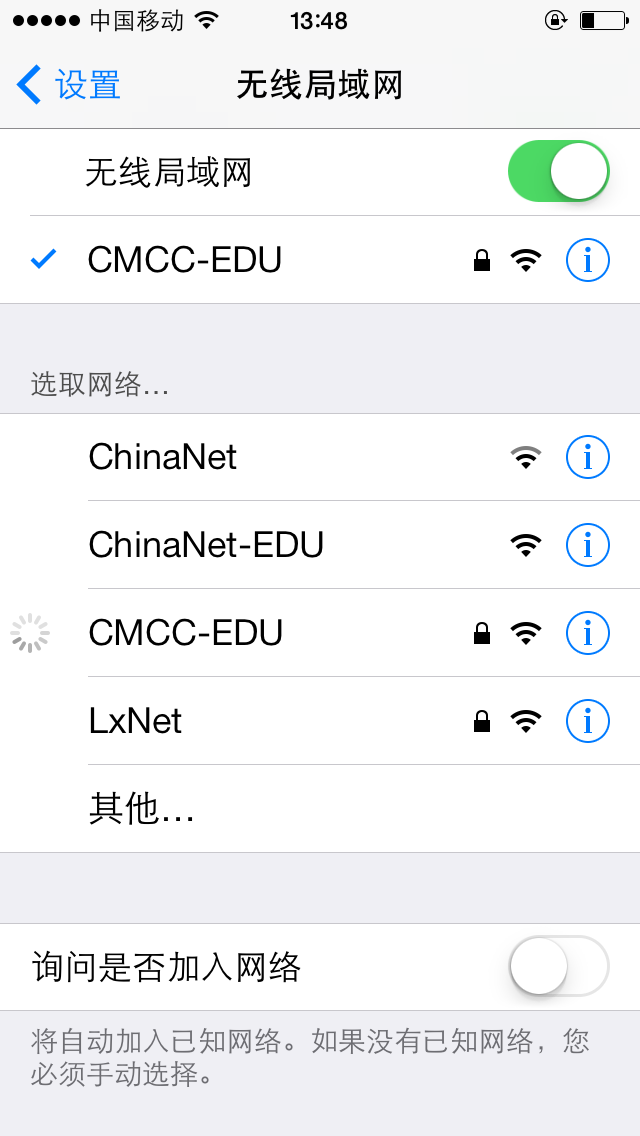 中国移动 13:48
设置 无线局域网
无线局域网
CMCC-EDU
选取网络...
ChinaNet
ChinaNet-EDU
CMCC-EDU
LxNet
其他...
询问是否加入网络
将自动加入已知网络。如果没有已知网络，您
必须手动选择。